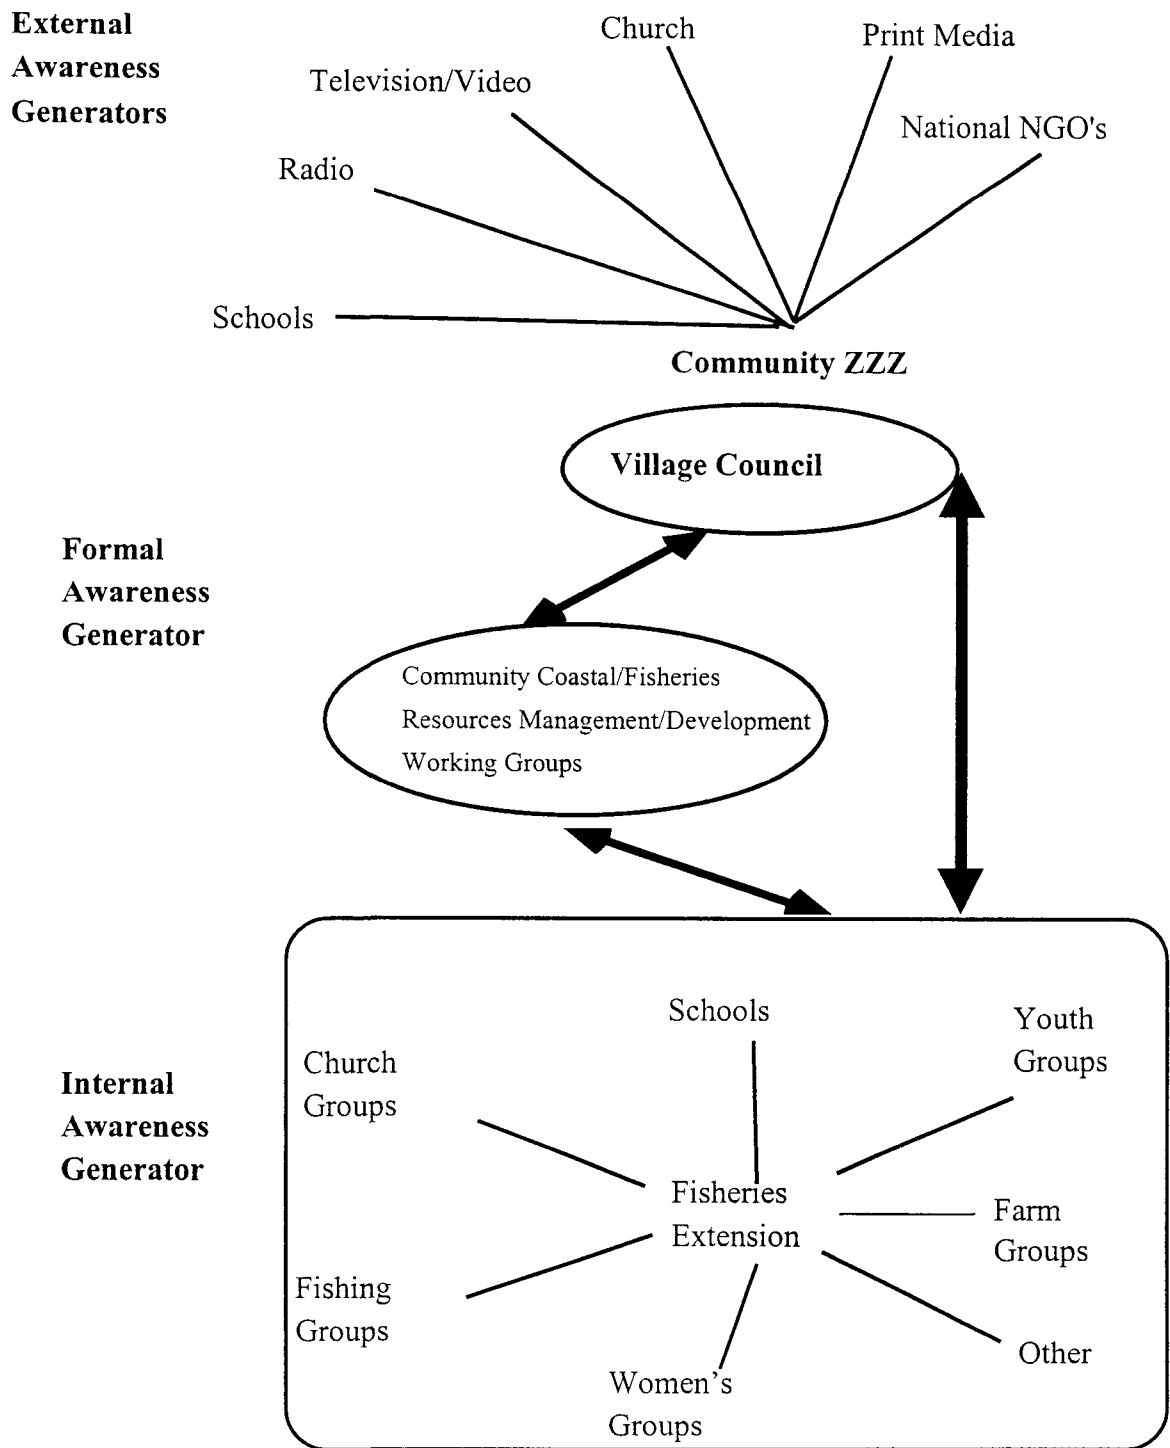 External
Awareness
Generators
Church
Print Media
Television/Video
National NGO's
Radio
Schools
Community ZZZ
Village Council
Formal
Awareness
Generator
Community Coastal/Fisheries
Resources Management/Development
Working Groups
Internal
Awareness
Generator
Schools
Youth
Groups
Church
Groups
Fisheries
Extension
Farm
Groups
Fishing
Groups
Other
Women's
Groups